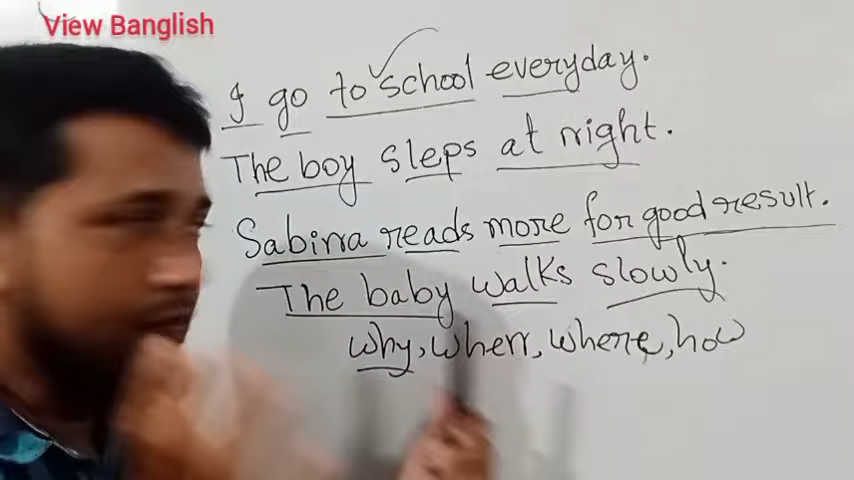 View Banglish
I go to school everyday.
The boy sleps at night.
Sabina reads more for good result.
The baby walks slowly.
why, when, where, how